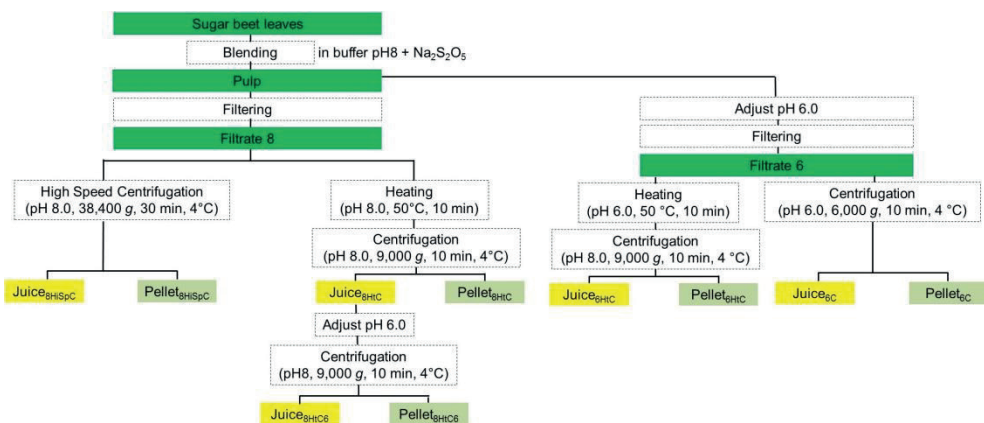 Sugar beet leaves
Blending
in buffer pH8 + Na₂S₂O₅
Pulp
Filtering
Filtrate 8
Adjust pH 6.0
Filtering
Filtrate 6
High Speed Centrifugation
(pH 8.0, 38,400 g, 30 min, 4°C)
Juice₈HiSpC
Pellet₈HiSpC
Heating
(pH 8.0, 50°C, 10 min)
Centrifugation
(pH 8.0, 9,000 g, 10 min, 4°C)
Juice₈HtC
Pellet₈HtC
Adjust pH 6.0
Centrifugation
(pH8, 9,000 g, 10 min, 4°C)
Juice₈HtC6
Pellet₈HtC6
Heating
(pH 6.0, 50 °C, 10 min)
Centrifugation
(pH 8.0, 9,000 g, 10 min, 4 °C)
Juice₆HtC
Pellet₆HtC
Centrifugation
(pH 6.0, 6,000 g, 10 min, 4 °C)
Juice₆C
Pellet₆C